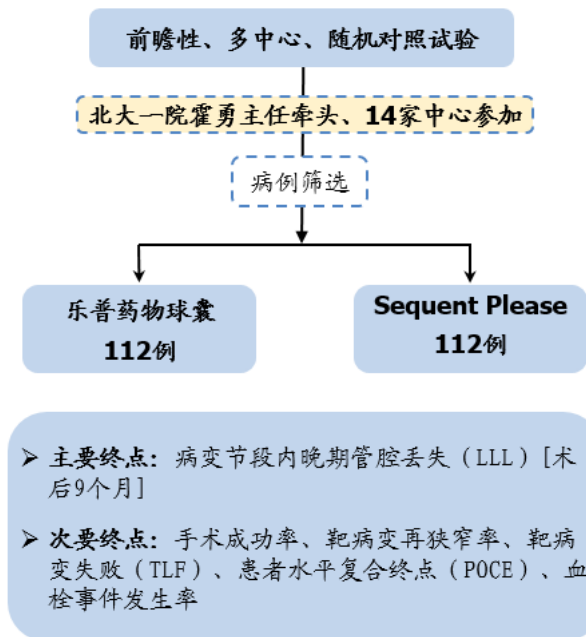 前瞻性、多中心、随机对照试验
北大一院霍勇主任牵头、14家中心参加
病例筛选
乐普药物球囊
112例
Sequent Please
112例
➢ 主要终点：病变节段内晚期管腔丢失（LLL）[术
后9个月]
➢ 次要终点：手术成功率、靶病变再狭窄率、靶病
变失败（TLF）、患者水平复合终点（POCE）、血
栓事件发生率